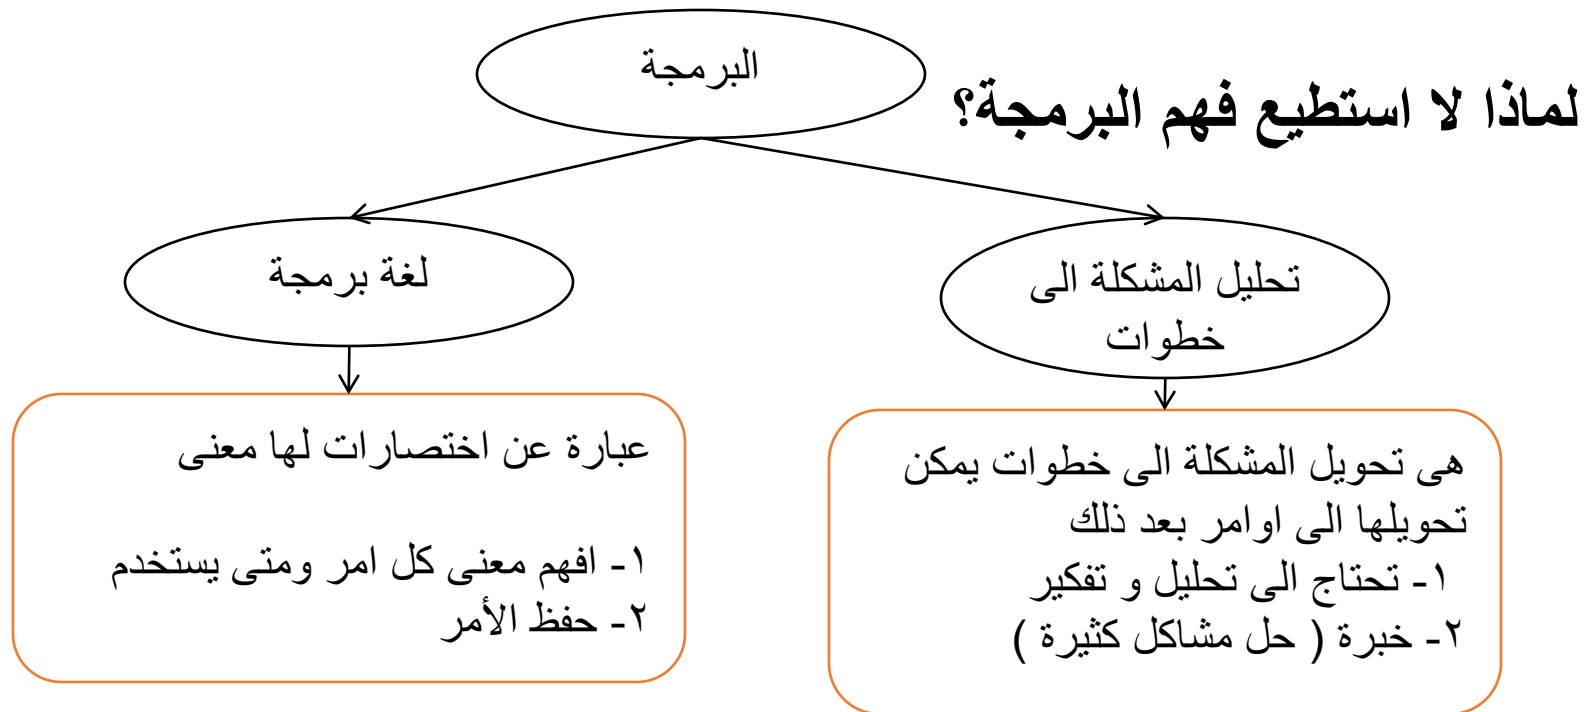 لماذا لا استطيع فهم البرمجة؟
البرمجة
تحليل المشكلة الى
خطوات
هى تحويل المشكلة الى خطوات يمكن
تحويلها الى اوامر بعد ذلك
١- تحتاج الى تحليل و تفكير
٢- خبرة ( حل مشاكل كثيرة )
لغة برمجة
عبارة عن اختصارات لها معنى
١- افهم معنى كل امر ومتى يستخدم
٢- حفظ الأمر